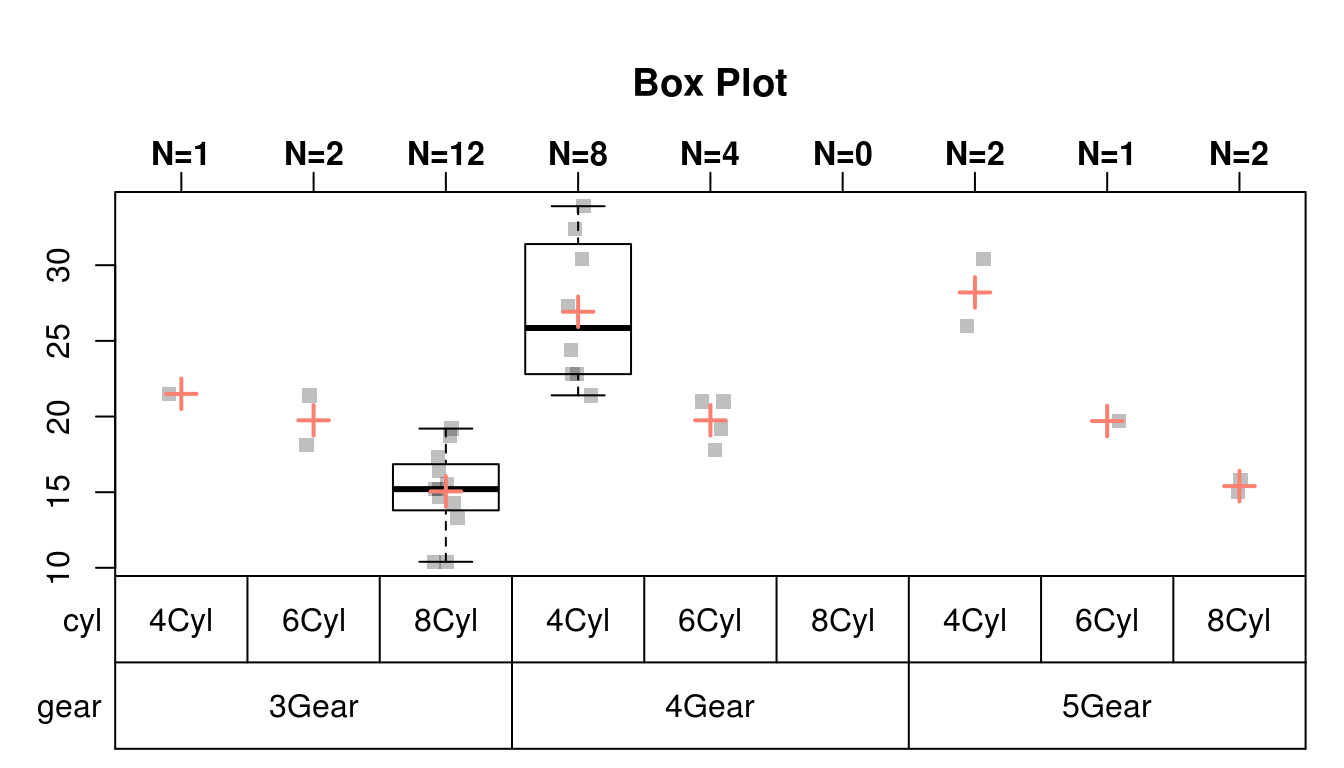 Box Plot
N=1 N=2 N=12 N=8 N=4 N=0 N=2 N=1 N=2
30
25
20
15
10
cyl 4Cyl 6Cyl 8Cyl 4Cyl 6Cyl 8Cyl 4Cyl 6Cyl 8Cyl
gear 3Gear 4Gear 5Gear